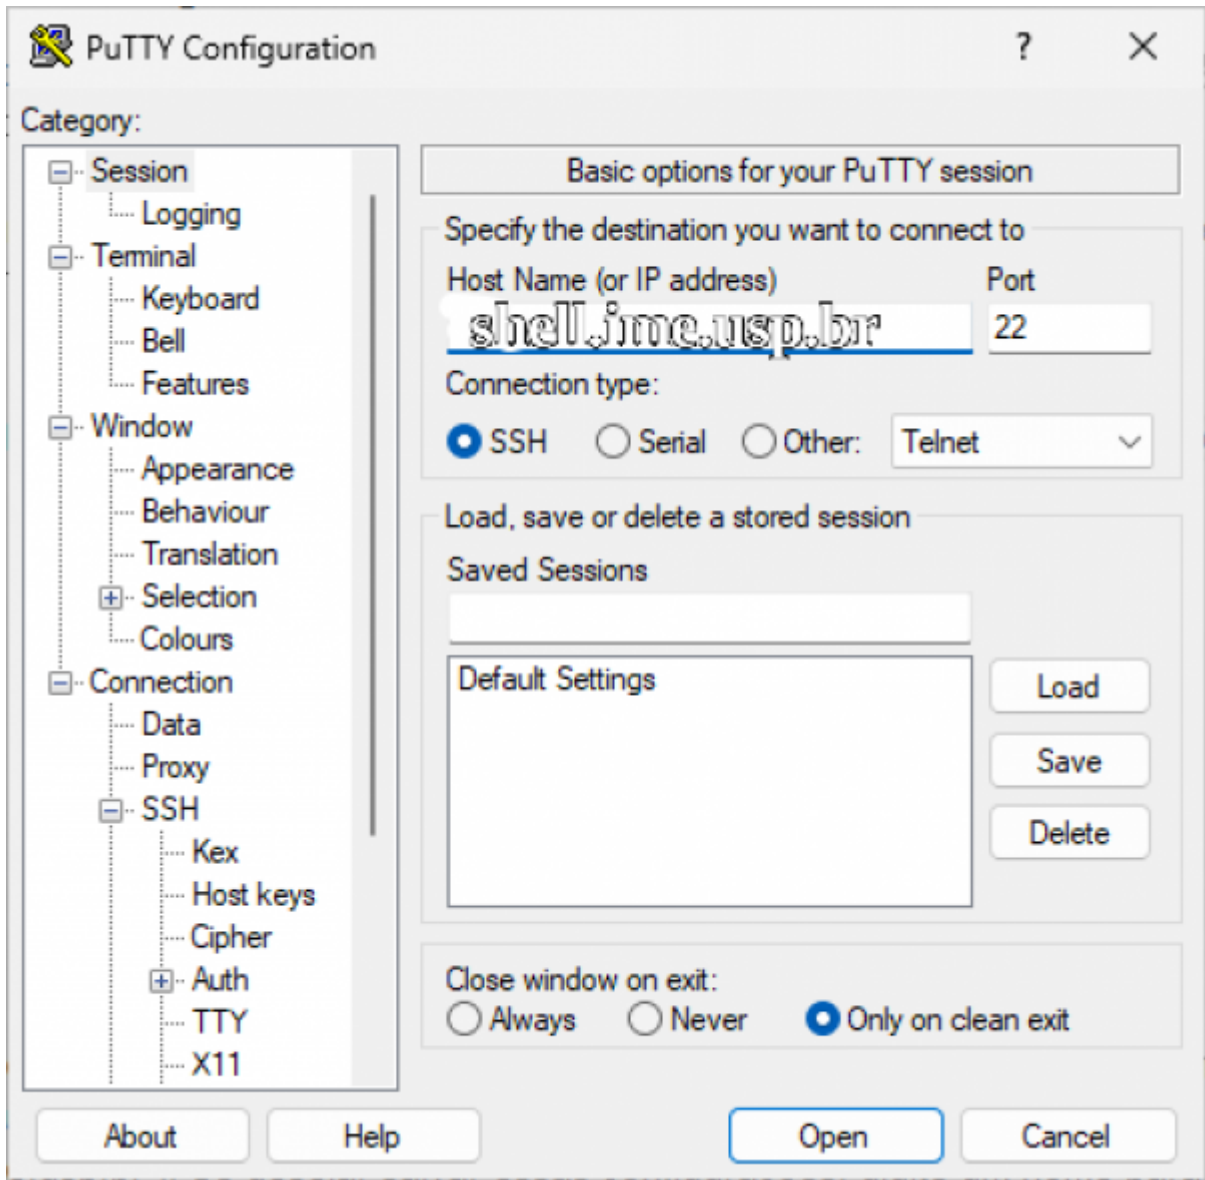 PuTTY Configuration ? ×
Category:
Session
Logging
Terminal
Keyboard
Bell
Features
Window
Appearance
Behaviour
Translation
Selection
Colours
Connection
Data
Proxy
SSH
Kex
Host keys
Cipher
Auth
TTY
X11
Basic options for your PuTTY session
Specify the destination you want to connect to
Host Name (or IP address) Port
shell.ime.usp.br 22
Connection type:
SSH Serial Other: Telnet
Load, save or delete a stored session
Saved Sessions
Default Settings
Load
Save
Delete
Close window on exit:
Always Never Only on clean exit
About Help Open Cancel